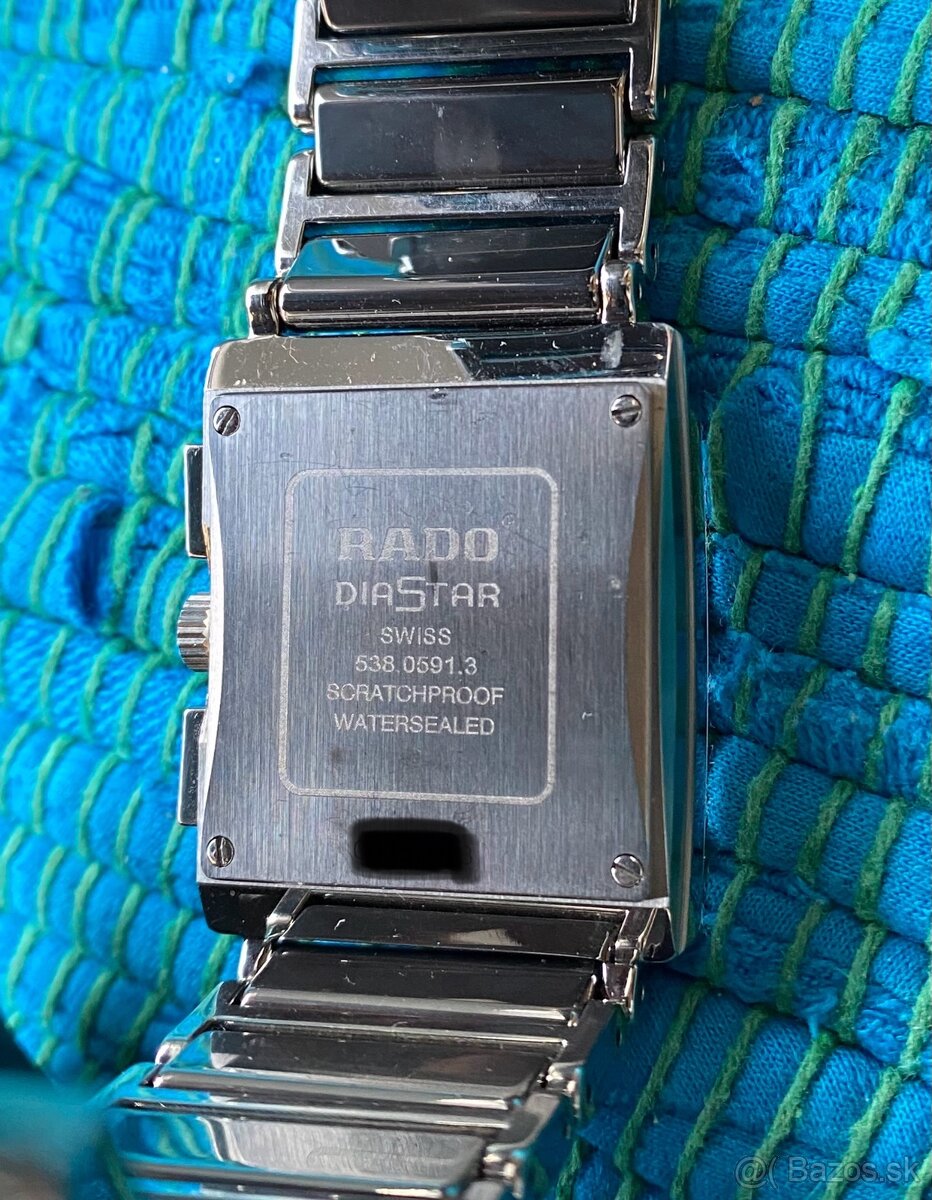 RADO
DIASTAR
SWISS
538.0591.3
SCRATCHPROOF
WATERSEALED
@( Bazos.sk